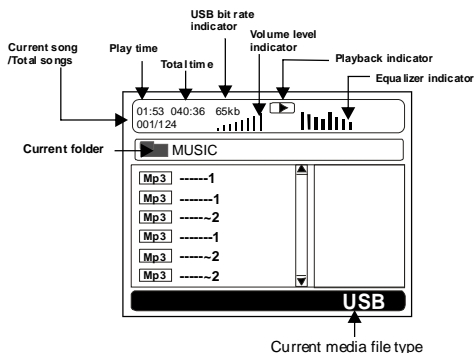 USB bit rate
indicator
Volume level
indicator
Current song
/Total songs
Play time
Total time
Playback indicator
Equalizer indicator
01:53 040:36 65kb
001/124
Current folder
MUSIC
Mp3 ------1
Mp3 -------1
Mp3 -----~2
Mp3 ------1
Mp3 -----~2
Mp3 -----~2
USB
Current media file type